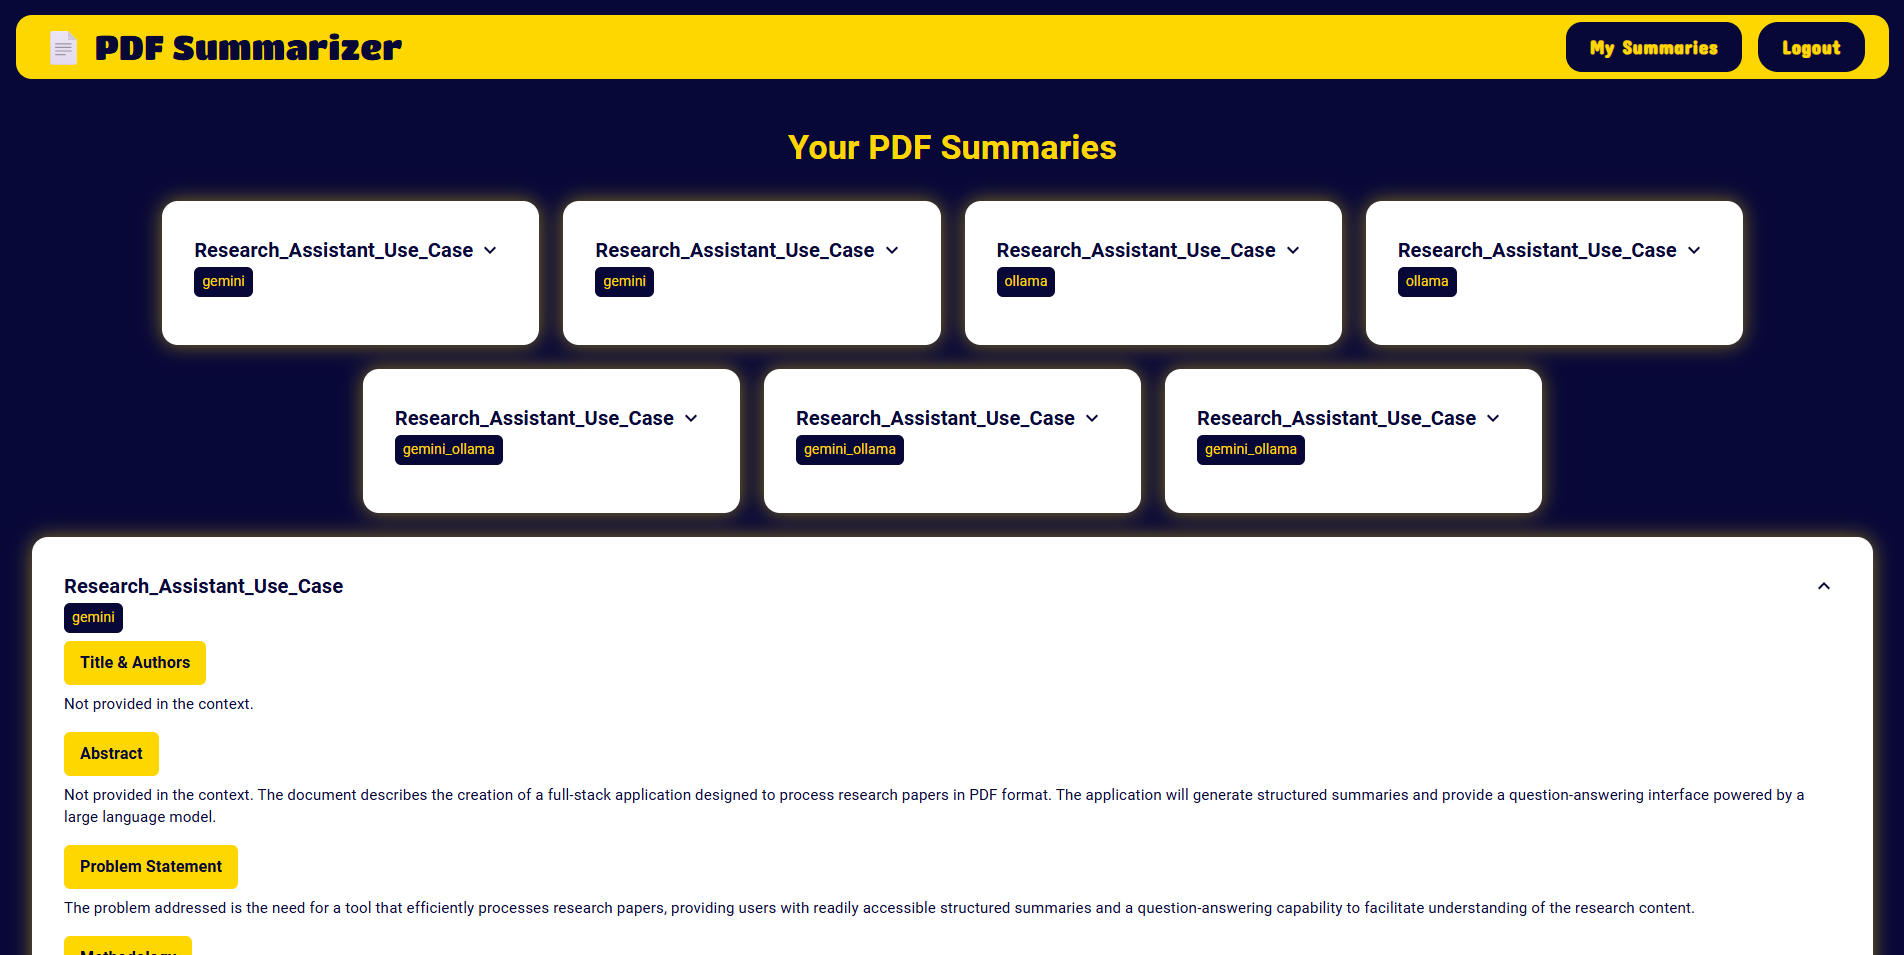 PDF Summarizer
My Summaries
Logout
Your PDF Summaries
Research_Assistant_Use_Case
gemini
Research_Assistant_Use_Case
gemini
Research_Assistant_Use_Case
ollama
Research_Assistant_Use_Case
ollama
Research_Assistant_Use_Case
gemini_ollama
Research_Assistant_Use_Case
gemini_ollama
Research_Assistant_Use_Case
gemini_ollama
Research_Assistant_Use_Case
gemini
Title & Authors
Not provided in the context.
Abstract
Not provided in the context. The document describes the creation of a full-stack application designed to process research papers in PDF format. The application will generate structured summaries and provide a question-answering interface powered by a
large language model.
Problem Statement
The problem addressed is the need for a tool that efficiently processes research papers, providing users with readily accessible structured summaries and a question-answering capability to facilitate understanding of the research content.
Methodology